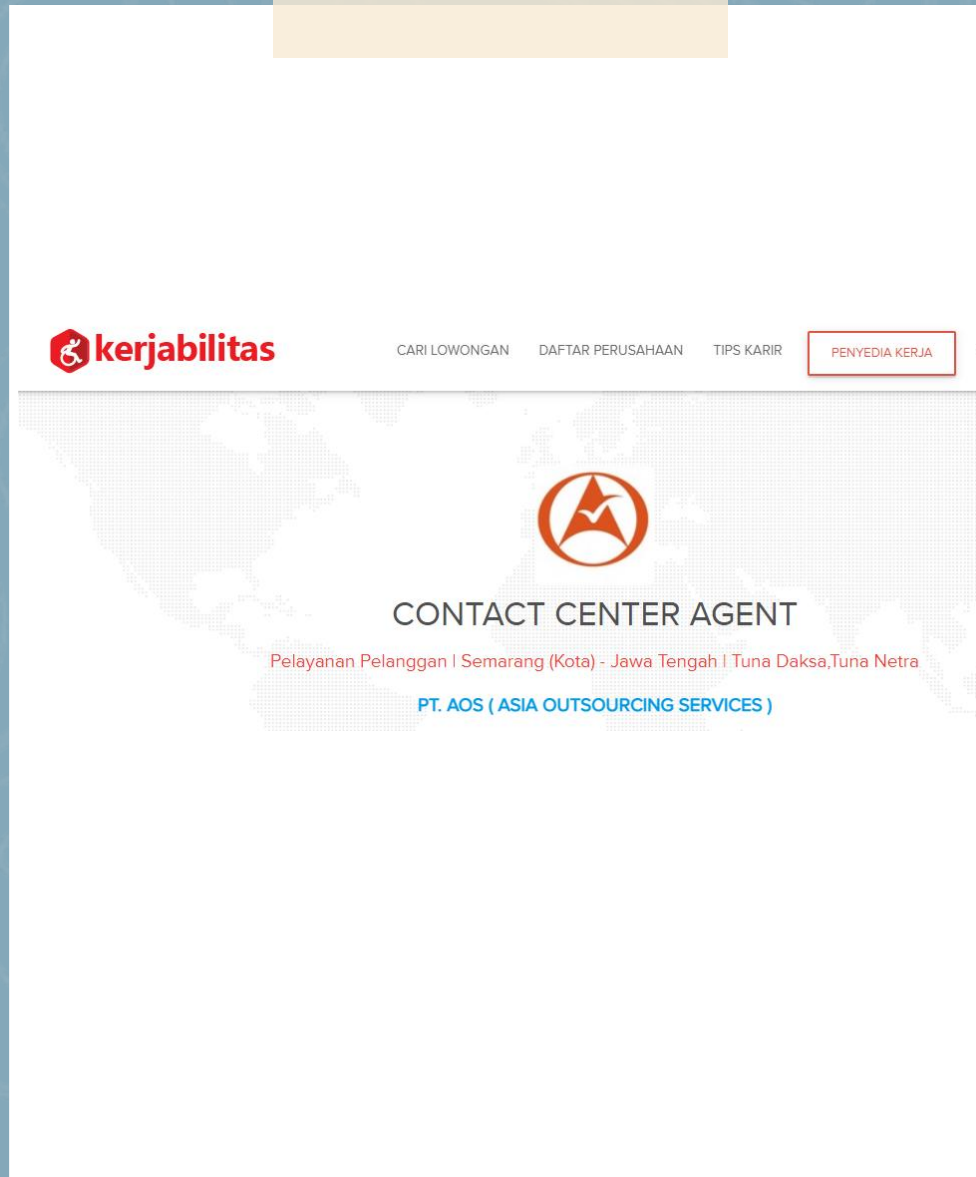 kerjabilitas
CARI LOWONGAN DAFTAR PERUSAHAAN TIPS KARIR PENYEDIA KERJA
CONTACT CENTER AGENT
Pelayanan Pelanggan | Semarang (Kota) - Jawa Tengah | Tuna Daksa,Tuna Netra
PT. AOS ( ASIA OUTSOURCING SERVICES )